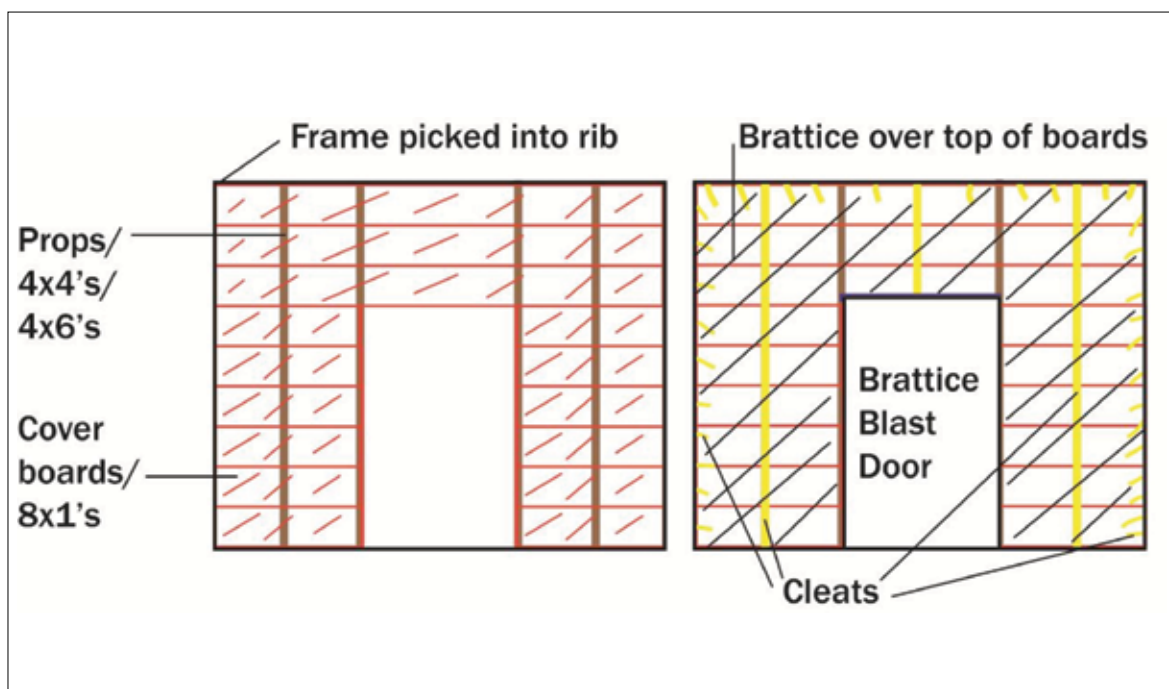 Frame picked into rib
Brattice over top of boards
Props/
4x4's/
4x6's
Cover
boards/
8x1's
Brattice
Blast
Door
Cleats